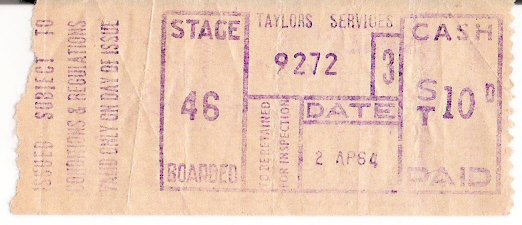 ISSUED SUBJECT TO
CONDITIONS & REGULATIONS
VALID ONLY ON DAY OF ISSUE
STAGE
46
BOARDED
TAYLORS SERVICES
9272
3
TO BE RETAINED
FOR INSPECTION
DATE
2 AP64
CASH
ST
10D
PAID